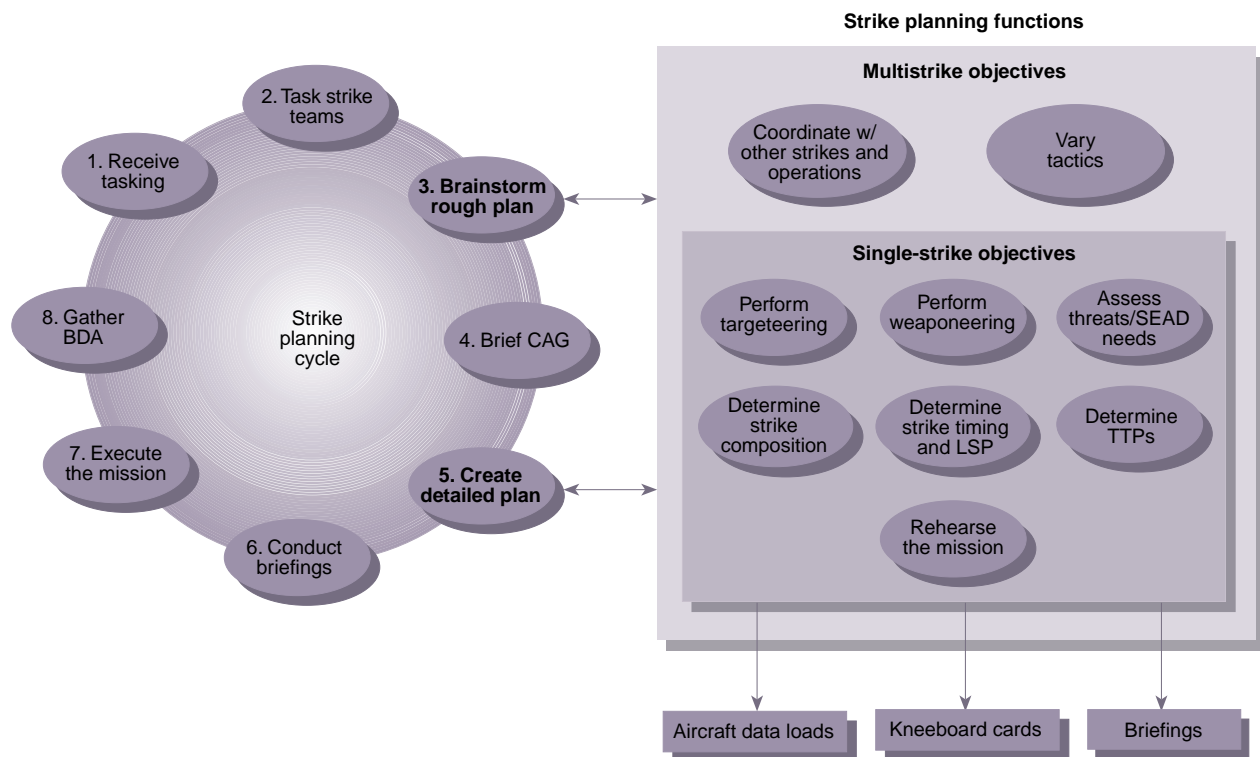 Strike planning functions
Multistrike objectives
2. Task strike
teams
1. Receive
tasking
3. Brainstorm
rough plan
8. Gather
BDA
Strike
planning
cycle
4. Brief CAG
7. Execute
the mission
5. Create
detailed plan
6. Conduct
briefings
Coordinate w/
other strikes and
operations
Vary
tactics
Single-strike objectives
Perform
targeteering
Perform
weaponeering
Assess
threats/SEAD
needs
Determine
strike
composition
Determine
strike timing
and LSP
Determine
TTPs
Rehearse
the mission
Aircraft data loads
Kneeboard cards
Briefings